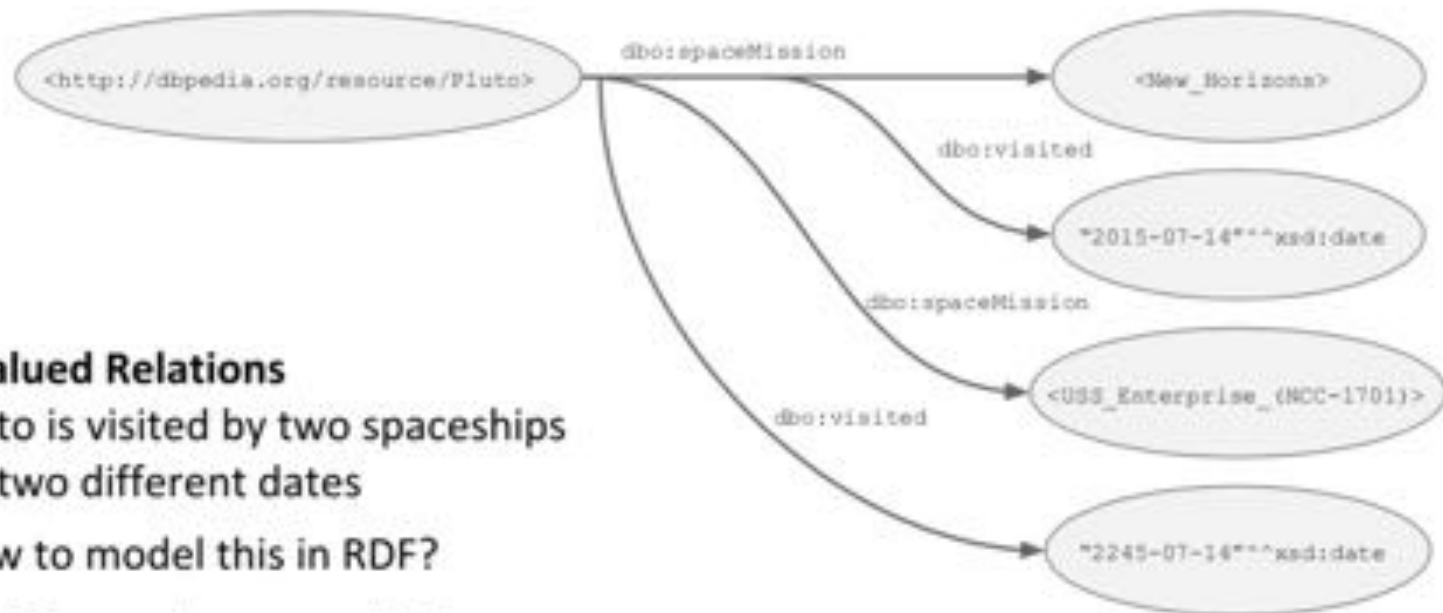 dbo:spaceMission
<http://dbpedia.org/resource/Pluto>
<New_Horizons>
dbo:visited
"2015-07-14"^^xsd:date
dbo:spaceMission
alued Relations
<USS_Enterprise_(NCC-1701)>
to is visited by two spaceships
dbo:visited
two different dates
w to model this in RDF?
"2245-07-14"^^xsd:date